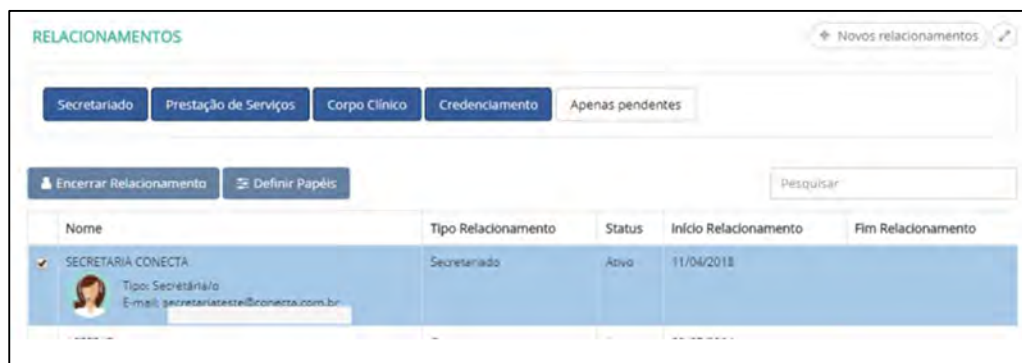 RELACIONAMENTOS
Novos relacionamentos
Secretariado Prestação de Serviços Corpo Clínico Credenciamento Apenas pendentes
Encerrar Relacionamento Definir Papéis Pesquisar
Nome Tipo Relacionamento Status Início Relacionamento Fim Relacionamento
SECRETARIA CONECTA Secretariado Ativo 11/04/2018
Tipo: Secretária/o
E-mail: secretariateste@conecta.com.br